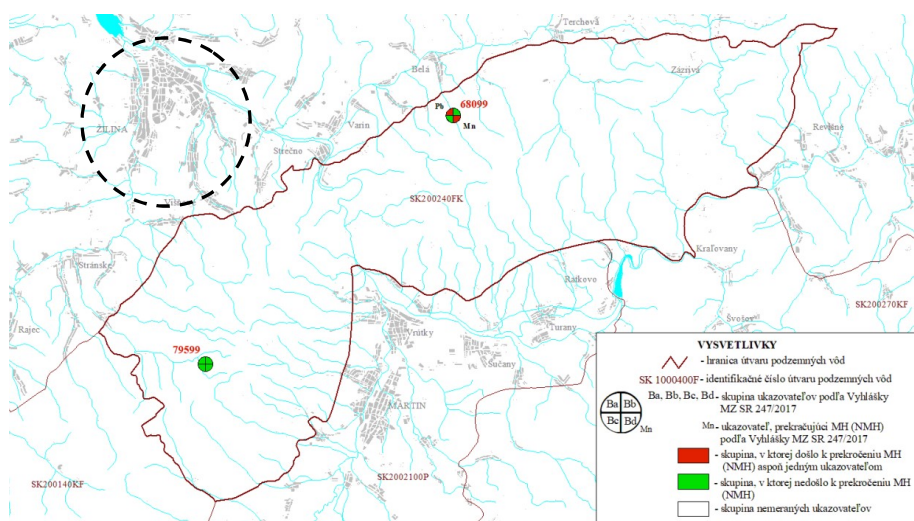 Terchová
Belá
Zázrivá
Pb 68099
Mn
ŽILINA
Varín
Strečno
Revišné
SK200240FK
Kraľovany
Stránske
Ratkovo
SK200270KF
Rajec
Švošov
Turany
Vrútky
Sučany
79599
MARTIN
SK200140KF
SK2002100P
VYSVETLIVKY
- hranica útvaru podzemných vôd
SK 1000400F - identifikačné číslo útvaru podzemných vôd
Ba, Bb, Bc, Bd - skupina ukazovateľov podľa Vyhlášky
MZ SR 247/2017
Ba Bb
Bc Bd
Mn
Mn - ukazovateľ, prekračujúci MH (NMH)
podľa Vyhlášky MZ SR 247/2017
- skupina, v ktorej došlo k prekročeniu MH
(NMH) aspoň jedným ukazovateľom
- skupina, v ktorej nedošlo k prekročeniu MH
(NMH)
- skupina nemeraných ukazovateľov